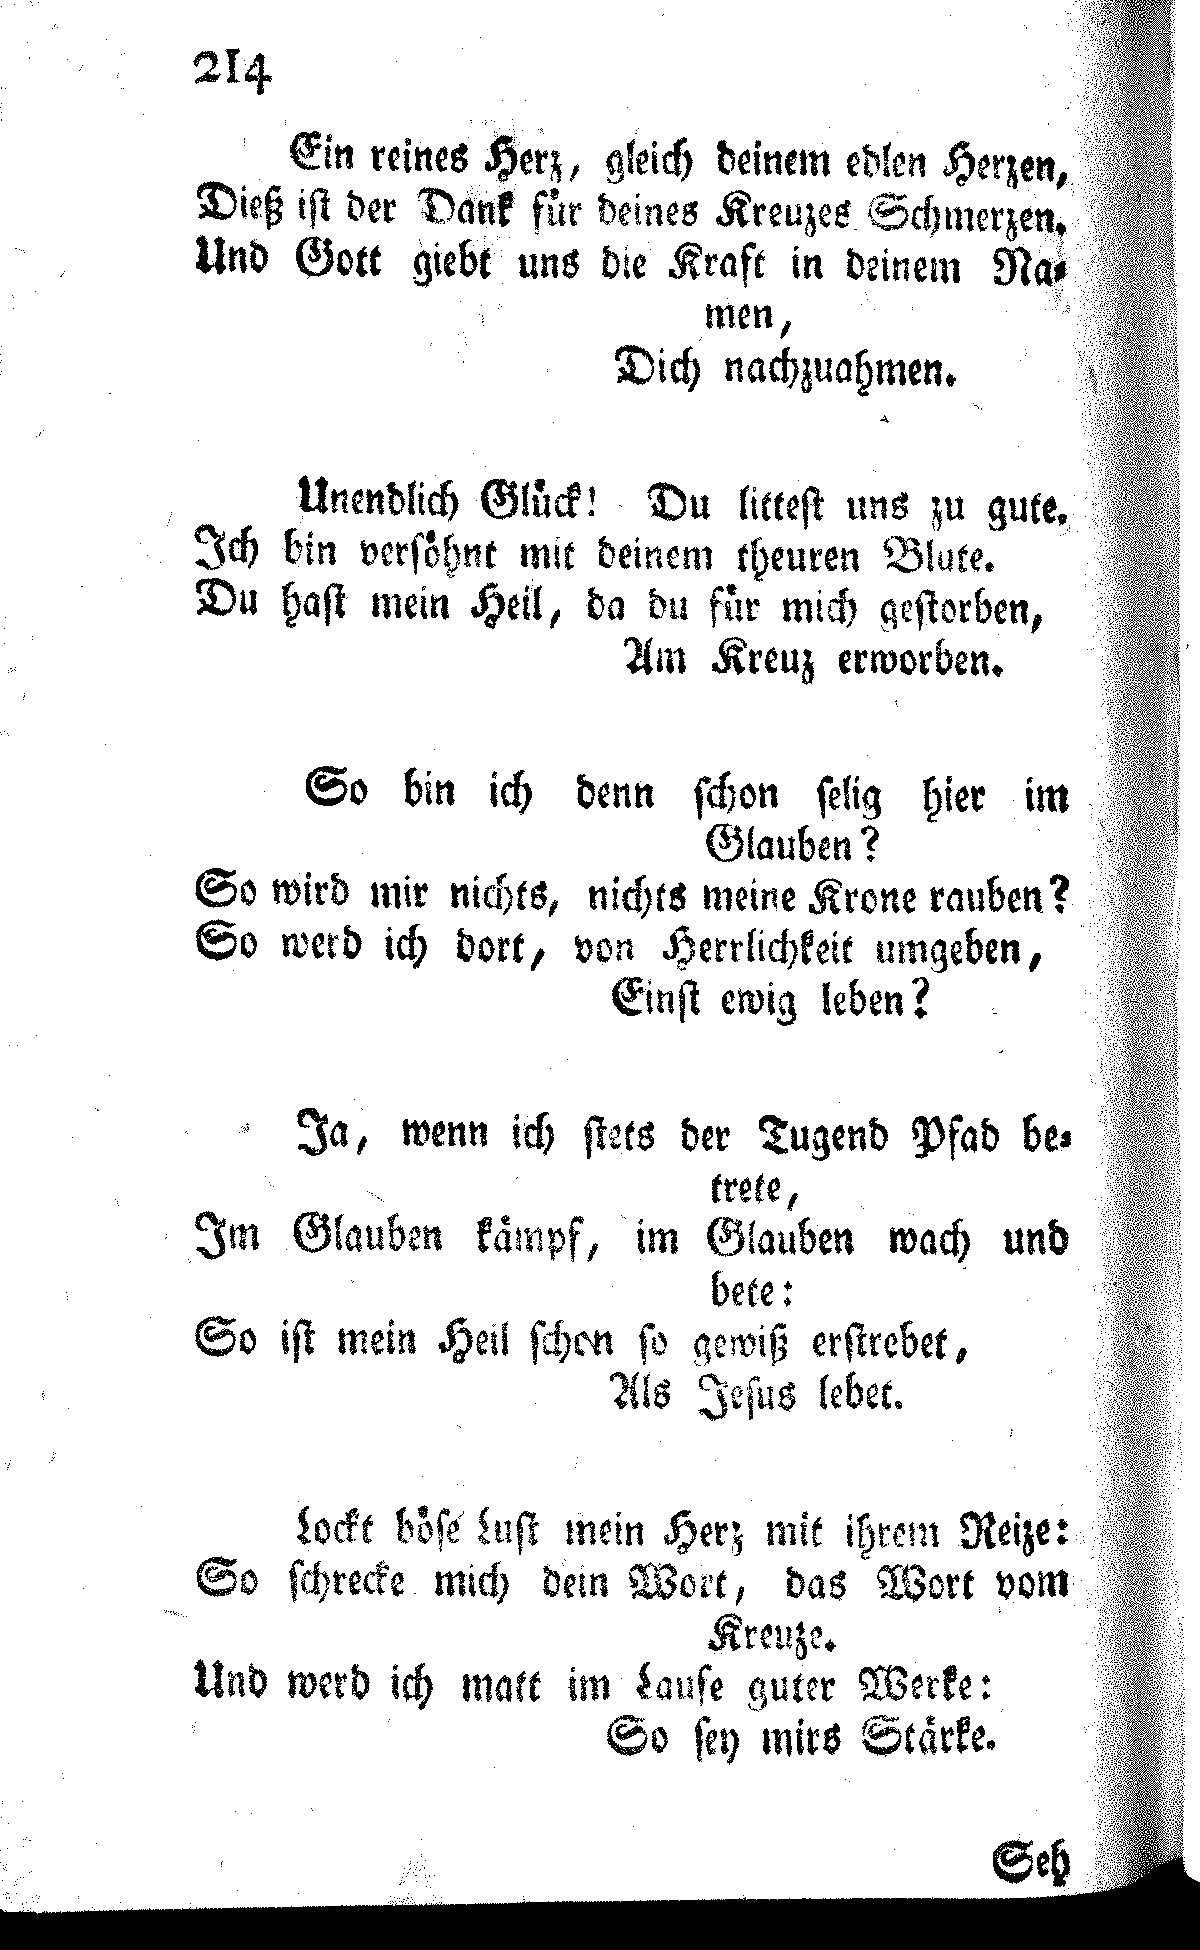 214
Ein reines Herz, gleich deinem edlen Herzen,
Dieß ist der Dank für deines Kreuzes Schmerzen.
Und Gott giebt uns die Kraft in deinem Na-
men,
Dich nachzuahmen.
Unendlich Glück! Du littest uns zu gute.
Ich bin versöhnt mit deinem theuren Blute.
Du hast mein Heil, da du für mich gestorben,
Am Kreuz erworben.
So bin ich denn schon selig hier im
Glauben?
So wird mir nichts, nichts meine Krone rauben?
So werd ich dort, von Herrlichkeit umgeben,
Einst ewig leben?
Ja, wenn ich stets der Tugend Pfad be-
trete,
Im Glauben kämpf, im Glauben wach und
bete:
So ist mein Heil schon so gewiß erstrebet,
Als Jesus lebet.
Lockt böse Lust mein Herz mit ihrem Reize:
So schrecke mich dein Wort, das Wort vom
Kreuze.
Und werd ich matt im Laufe guter Werke:
So sey mirs Stärke.
Seh